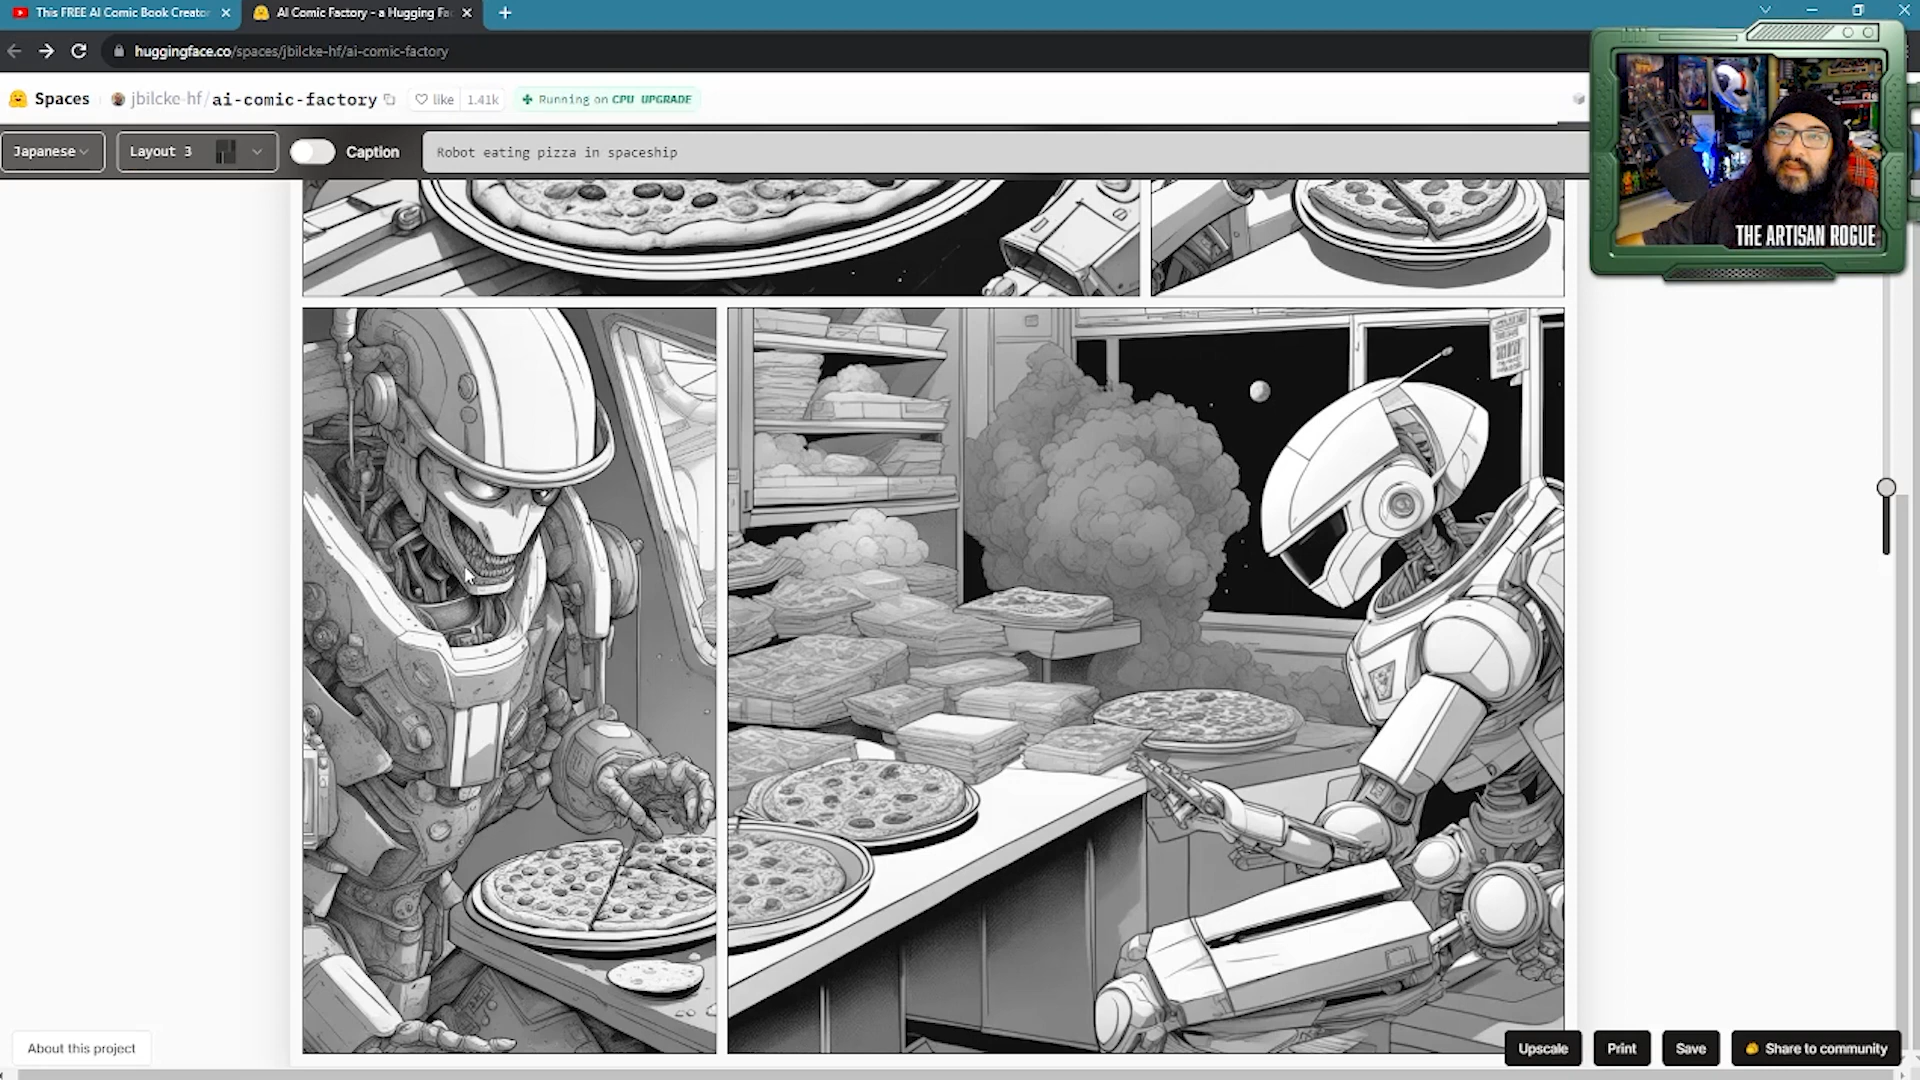 This FREE AI Comic Book Creator
AI Comic Factory - a Hugging Fa
huggingface.co/spaces/jbilcke-hf/ai-comic-factory
Spaces
jbilcke-hf/ai-comic-factory
like
1.41k
Running on CPU UPGRADE
Japanese
Layout 3
Caption
Robot eating pizza in spaceship
THE ARTISAN ROGUE
About this project
Upscale
Print
Save
Share to community